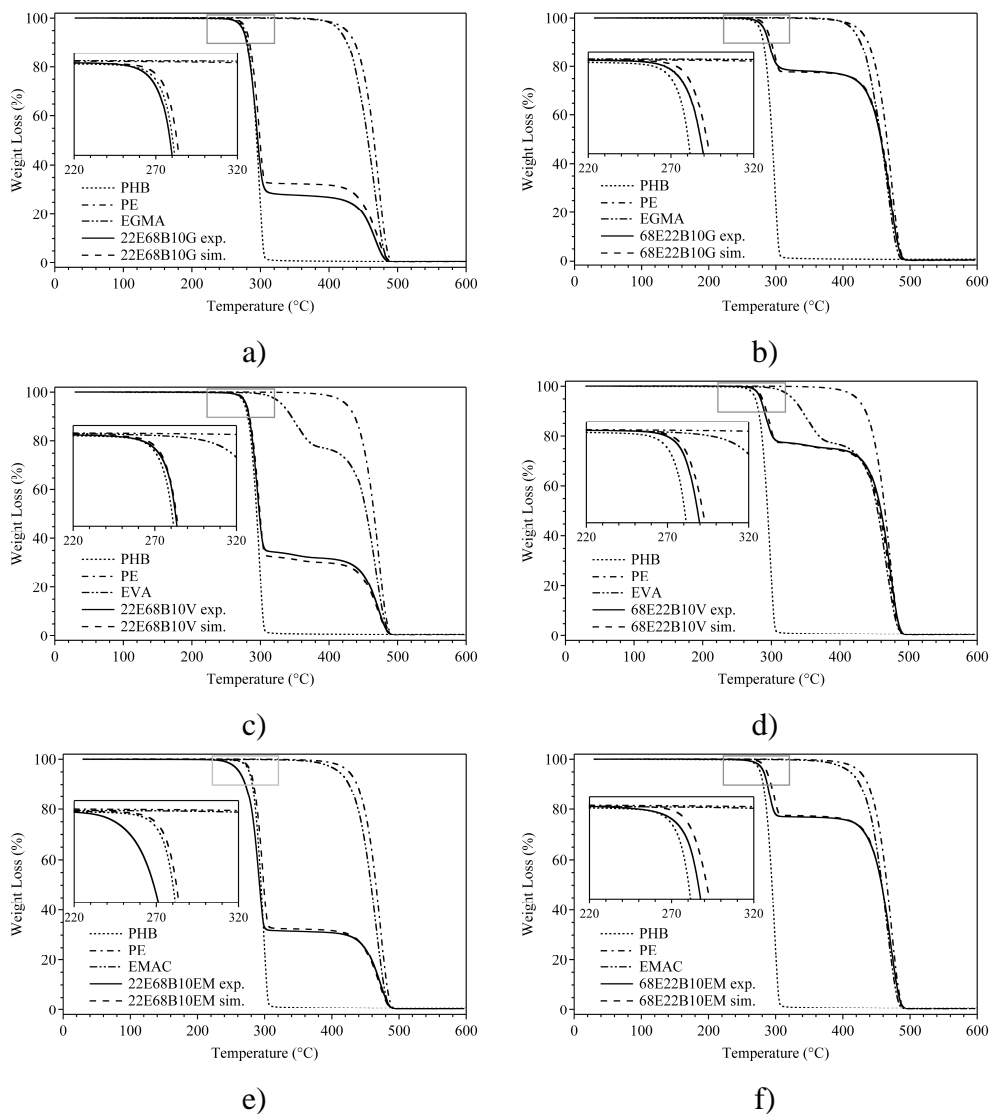 100
80
60
40
20
0
Weight Loss (%)
220 270 320
PHB
PE
EGMA
22E68B10G exp.
22E68B10G sim.
0 100 200 300 400 500 600
Temperature (°C)
a)
100
80
60
40
20
0
Weight Loss (%)
220 270 320
PHB
PE
EGMA
68E22B10G exp.
68E22B10G sim.
0 100 200 300 400 500 600
Temperature (°C)
b)
100
80
60
40
20
0
Weight Loss (%)
220 270 320
PHB
PE
EVA
22E68B10V exp.
22E68B10V sim.
0 100 200 300 400 500 600
Temperature (°C)
c)
100
80
60
40
20
0
Weight Loss (%)
220 270 320
PHB
PE
EVA
68E22B10V exp.
68E22B10V sim.
0 100 200 300 400 500 600
Temperature (°C)
d)
100
80
60
40
20
0
Weight Loss (%)
220 270 320
PHB
PE
EMAC
22E68B10EM exp.
22E68B10EM sim.
0 100 200 300 400 500 600
Temperature (°C)
e)
100
80
60
40
20
0
Weight Loss (%)
220 270 320
PHB
PE
EMAC
68E22B10EM exp.
68E22B10EM sim.
0 100 200 300 400 500 600
Temperature (°C)
f)